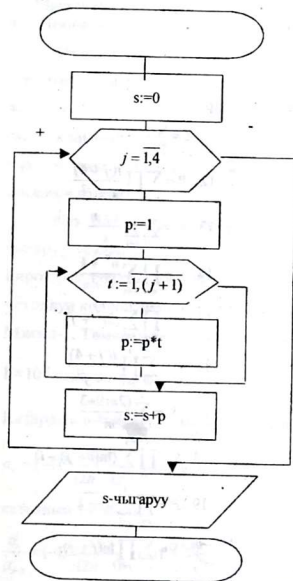 s:=0
+
-
j = 1,4
p:=1
t := 1, (j+1)
p:=p*t
s:=s+p
s-чыгаруу